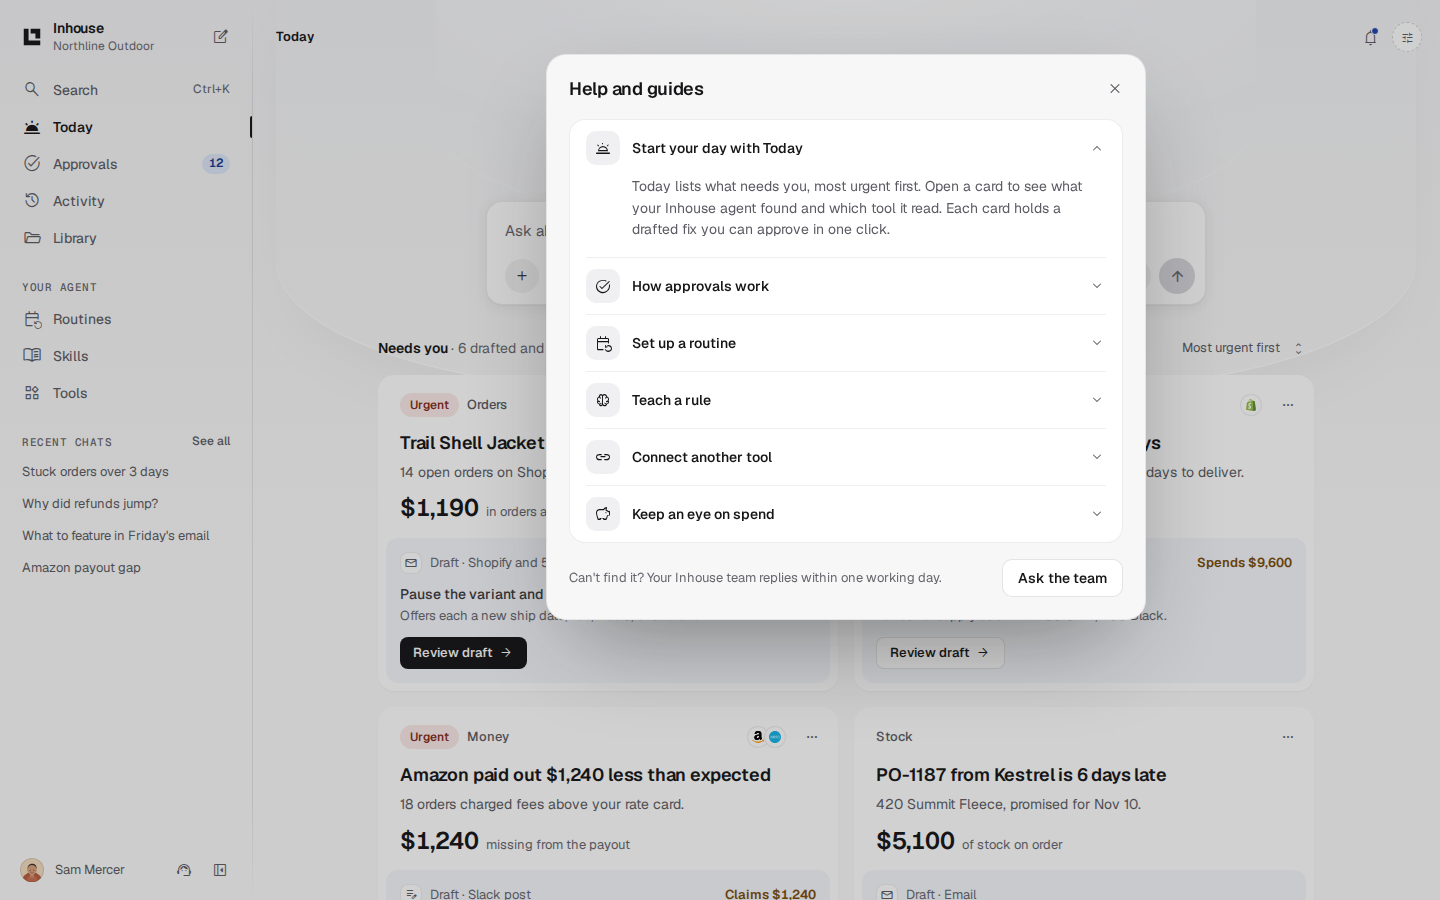 Inhouse
Northline Outdoor
Search
Ctrl+K
Today
Approvals
12
Activity
Library
YOUR AGENT
Routines
Skills
Tools
RECENT CHATS
See all
Stuck orders over 3 days
Why did refunds jump?
What to feature in Friday's email
Amazon payout gap
Sam Mercer
Today
Help and guides
Start your day with Today
Today lists what needs you, most urgent first. Open a card to see what
your Inhouse agent found and which tool it read. Each card holds a
drafted fix you can approve in one click.
How approvals work
Set up a routine
Teach a rule
Connect another tool
Keep an eye on spend
Can't find it? Your Inhouse team replies within one working day.
Ask the team
Needs you · 6 drafted and
Most urgent first
Urgent
Orders
Trail Shell Jacket
14 open orders on
$1,190
in orders
Draft · Shopify and
Pause the variant and
Offers each a new ship
Review draft
days to deliver.
Spends $9,600
Review draft
Urgent
Money
Amazon paid out $1,240 less than expected
18 orders charged fees above your rate card.
$1,240
missing from the payout
Draft · Slack post
Claims $1,240
Stock
PO-1187 from Kestrel is 6 days late
420 Summit Fleece, promised for Nov 10.
$5,100
of stock on order
Draft · Email